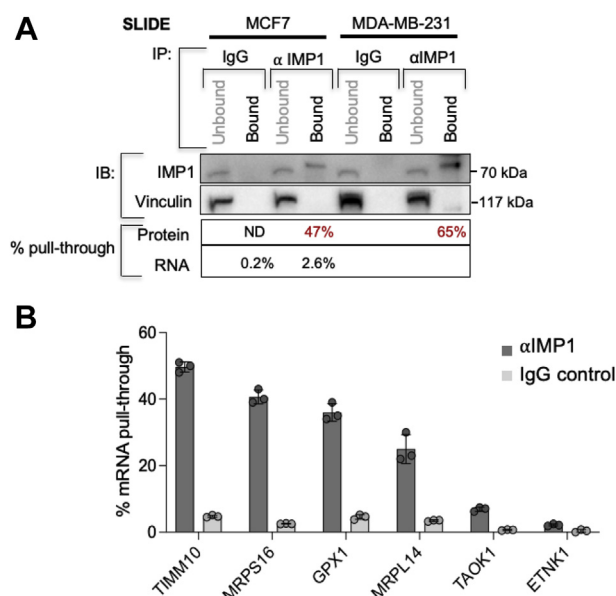 A
SLIDE MCF7 MDA-MB-231
IP: IgG α IMP1 IgG αIMP1
Unbound Bound Unbound Bound Unbound Bound Unbound Bound
IB: IMP1 70 kDa
Vinculin 117 kDa
% pull-through Protein ND 47% 65%
RNA 0.2% 2.6%
B
% mRNA pull-through
60
40
20
0
αIMP1
IgG control
TIMM10 MRPS16 GPX1 MRPL14 TAOK1 ETNK1